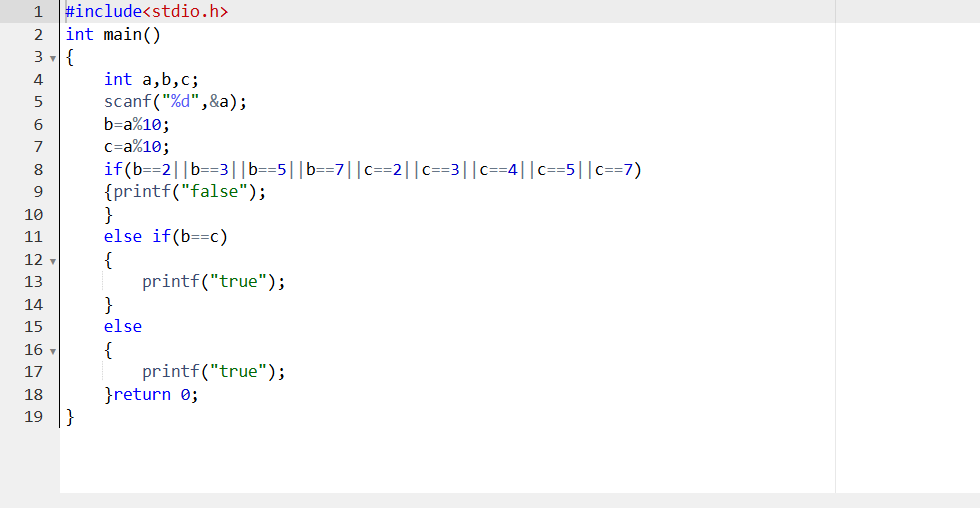 1 #include<stdio.h>
2 int main()
3 {
4 int a,b,c;
5 scanf("%d",&a);
6 b=a%10;
7 c=a%10;
8 if(b==2||b==3||b==5||b==7||c==2||c==3||c==4||c==5||c==7)
9 {printf("false");
10 }
11 else if(b==c)
12 {
13 printf("true");
14 }
15 else
16 {
17 printf("true");
18 }return 0;
19 }